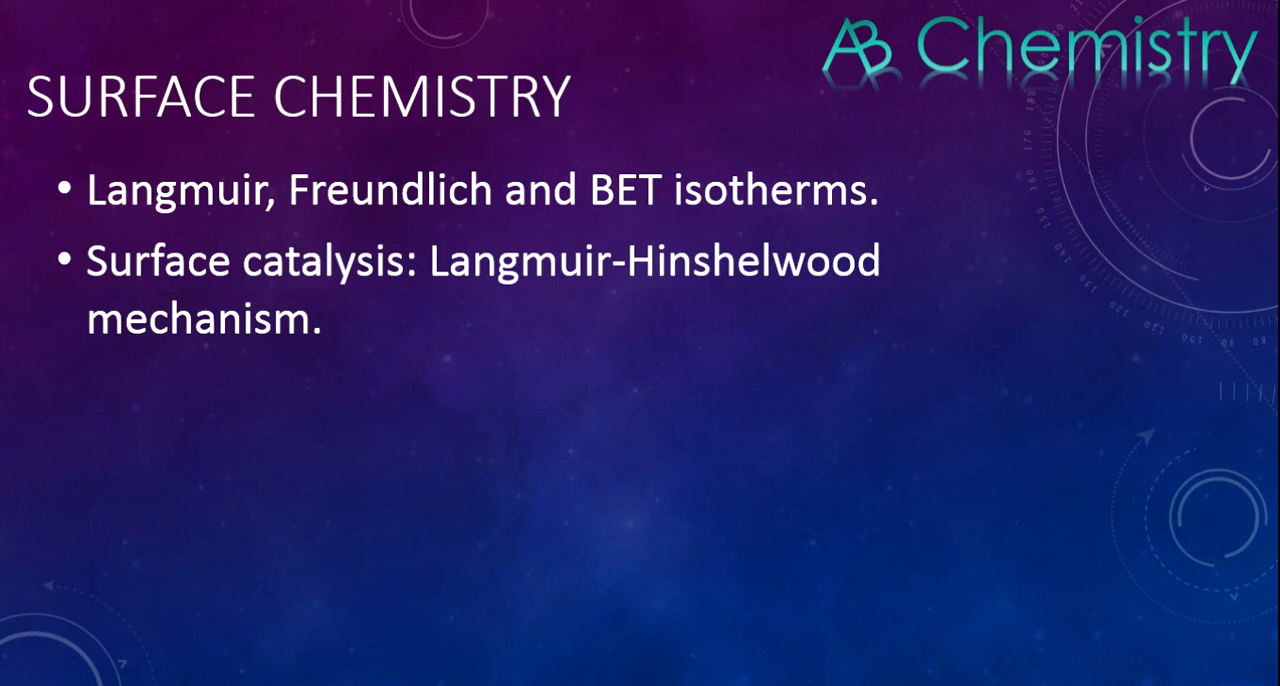 AB Chemistry
SURFACE CHEMISTRY
• Langmuir, Freundlich and BET isotherms.
• Surface catalysis: Langmuir-Hinshelwood
mechanism.